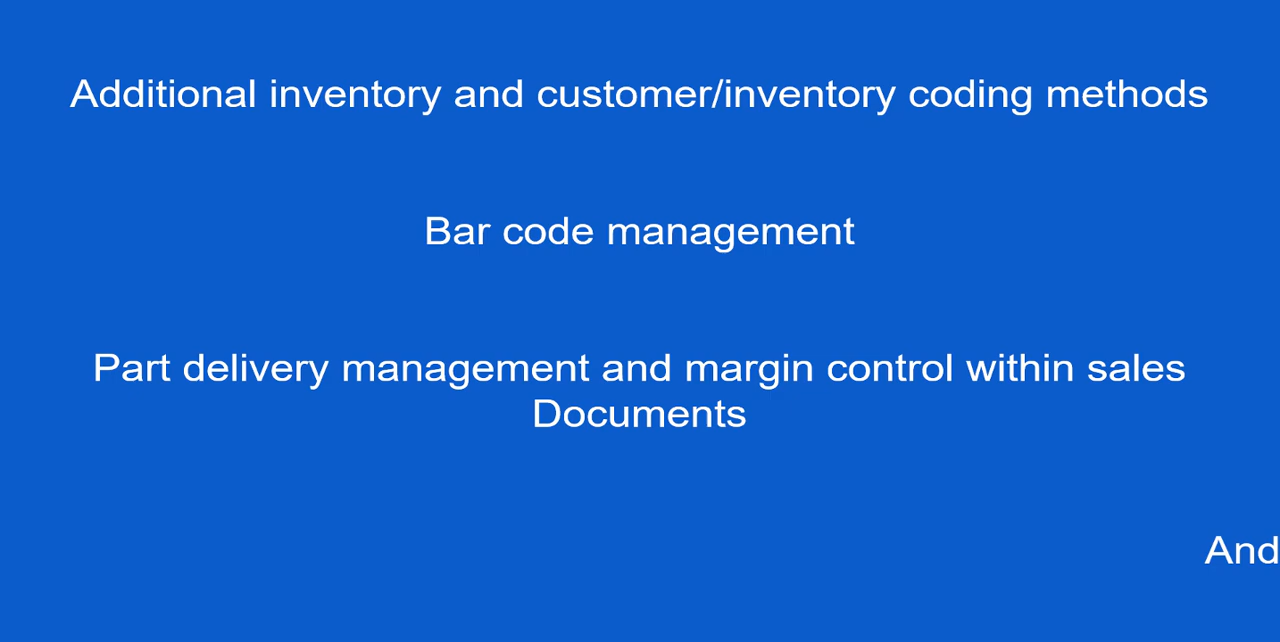 Additional inventory and customer/inventory coding methods
Bar code management
Part delivery management and margin control within sales
Documents
And